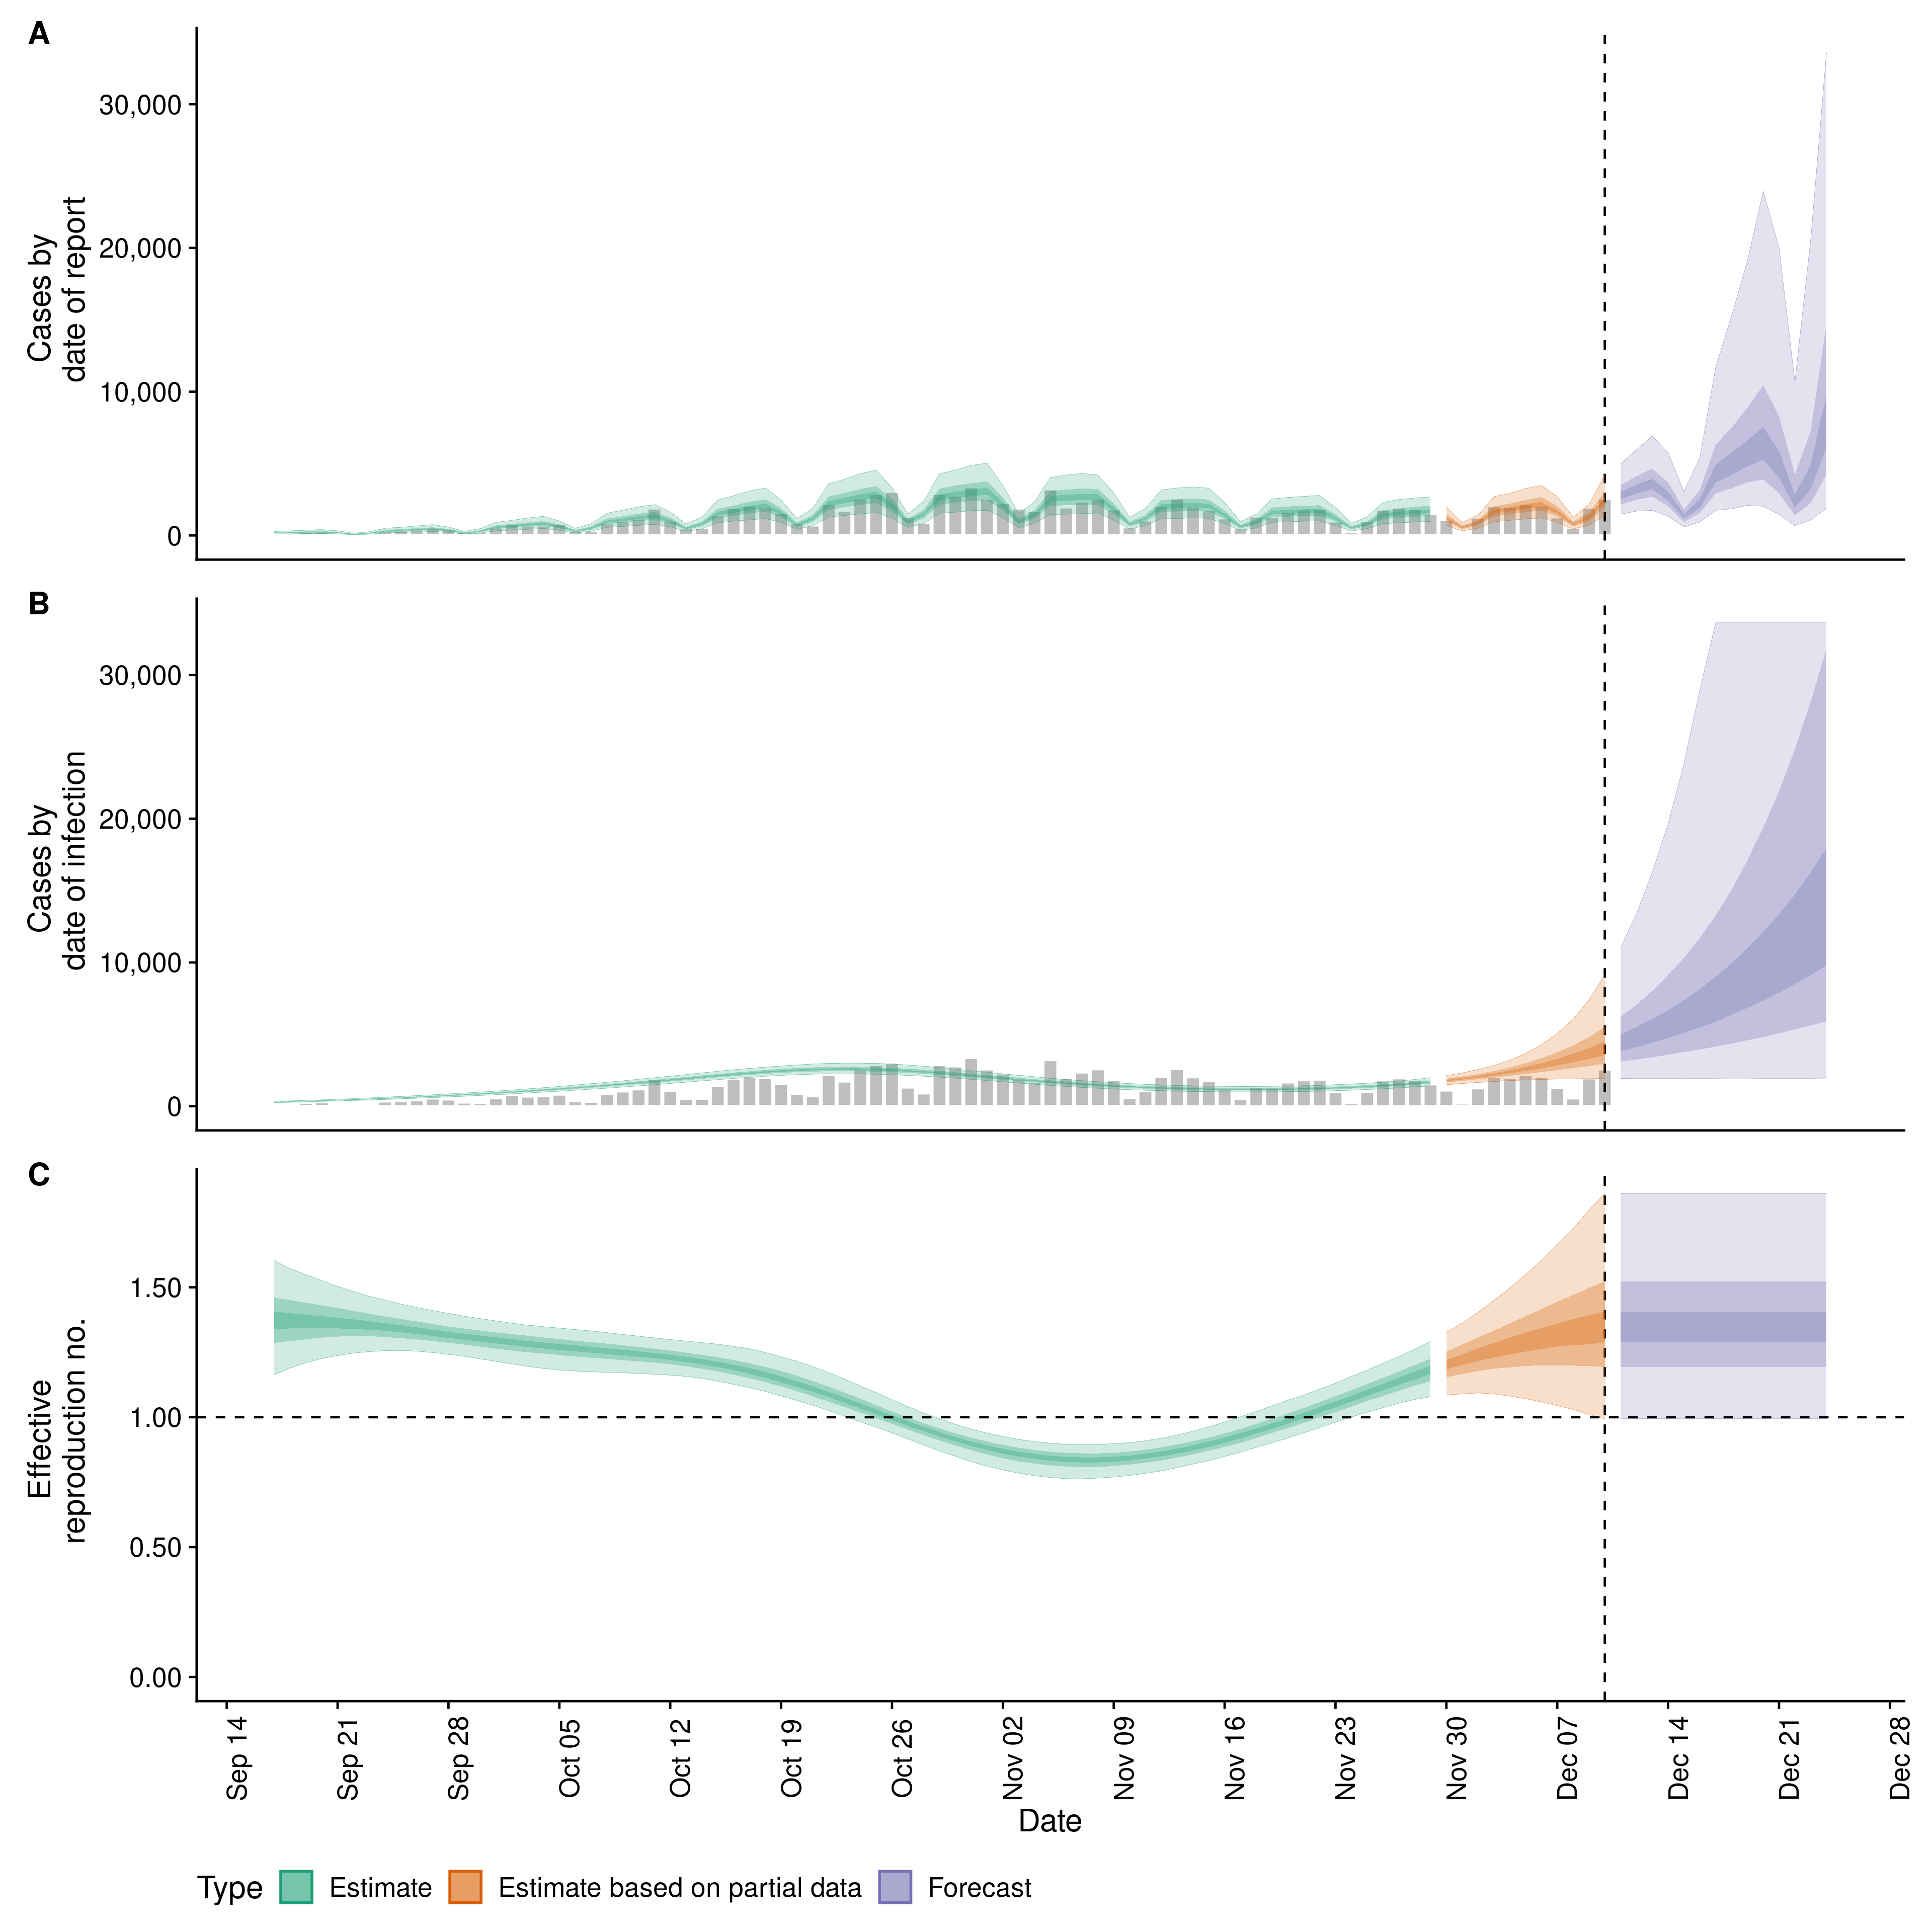 A
Cases by
date of report
30,000
20,000
10,000
0
B
Cases by
date of infection
30,000
20,000
10,000
0
C
Effective
reproduction no.
1.50
1.00
0.50
0.00
Sep 14
Sep 21
Sep 28
Oct 05
Oct 12
Oct 19
Oct 26
Nov 02
Nov 09
Nov 16
Nov 23
Nov 30
Dec 07
Dec 14
Dec 21
Dec 28
Date
Type Estimate Estimate based on partial data Forecast